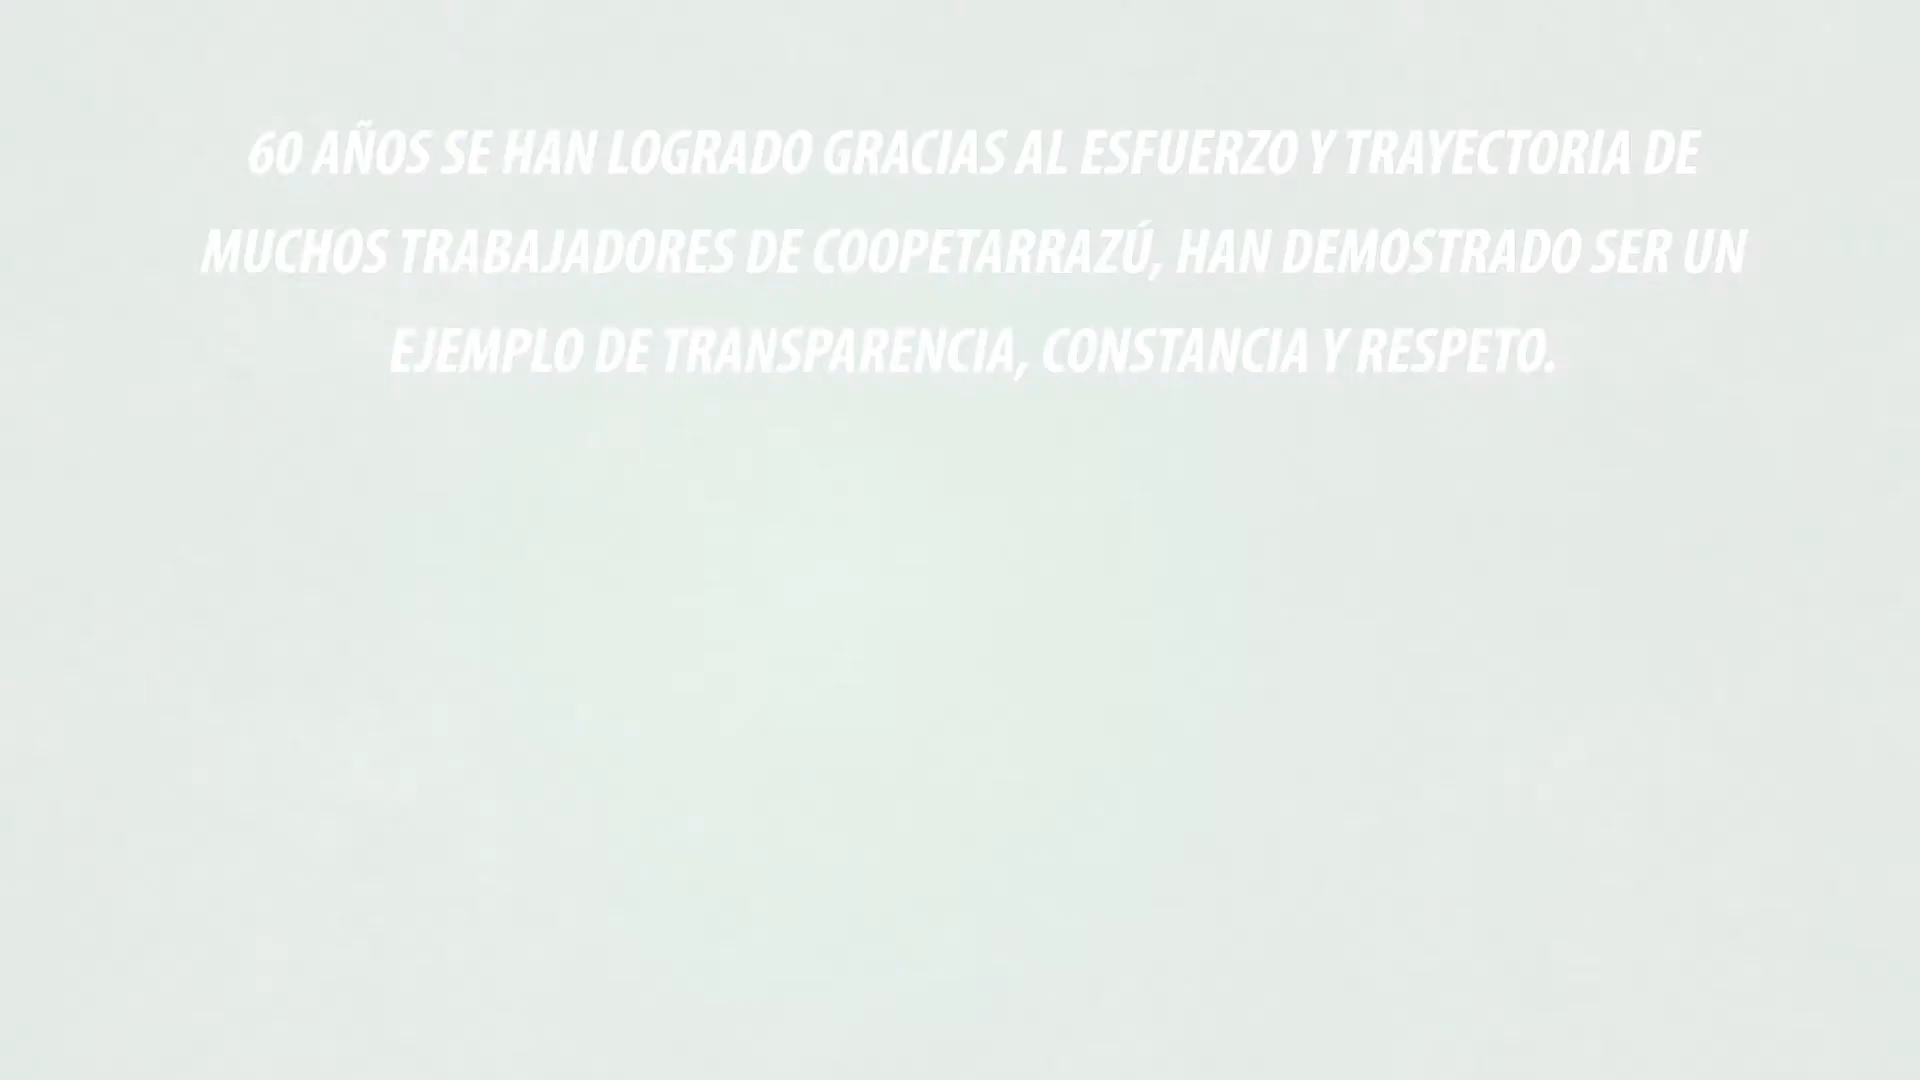 60 AÑOS SE HAN LOGRADO GRACIAS AL ESFUERZO Y TRAYECTORIA DE
MUCHOS TRABAJADORES DE COOPETARRAZÚ, HAN DEMOSTRADO SER UN
EJEMPLO DE TRANSPARENCIA, CONSTANCIA Y RESPETO.